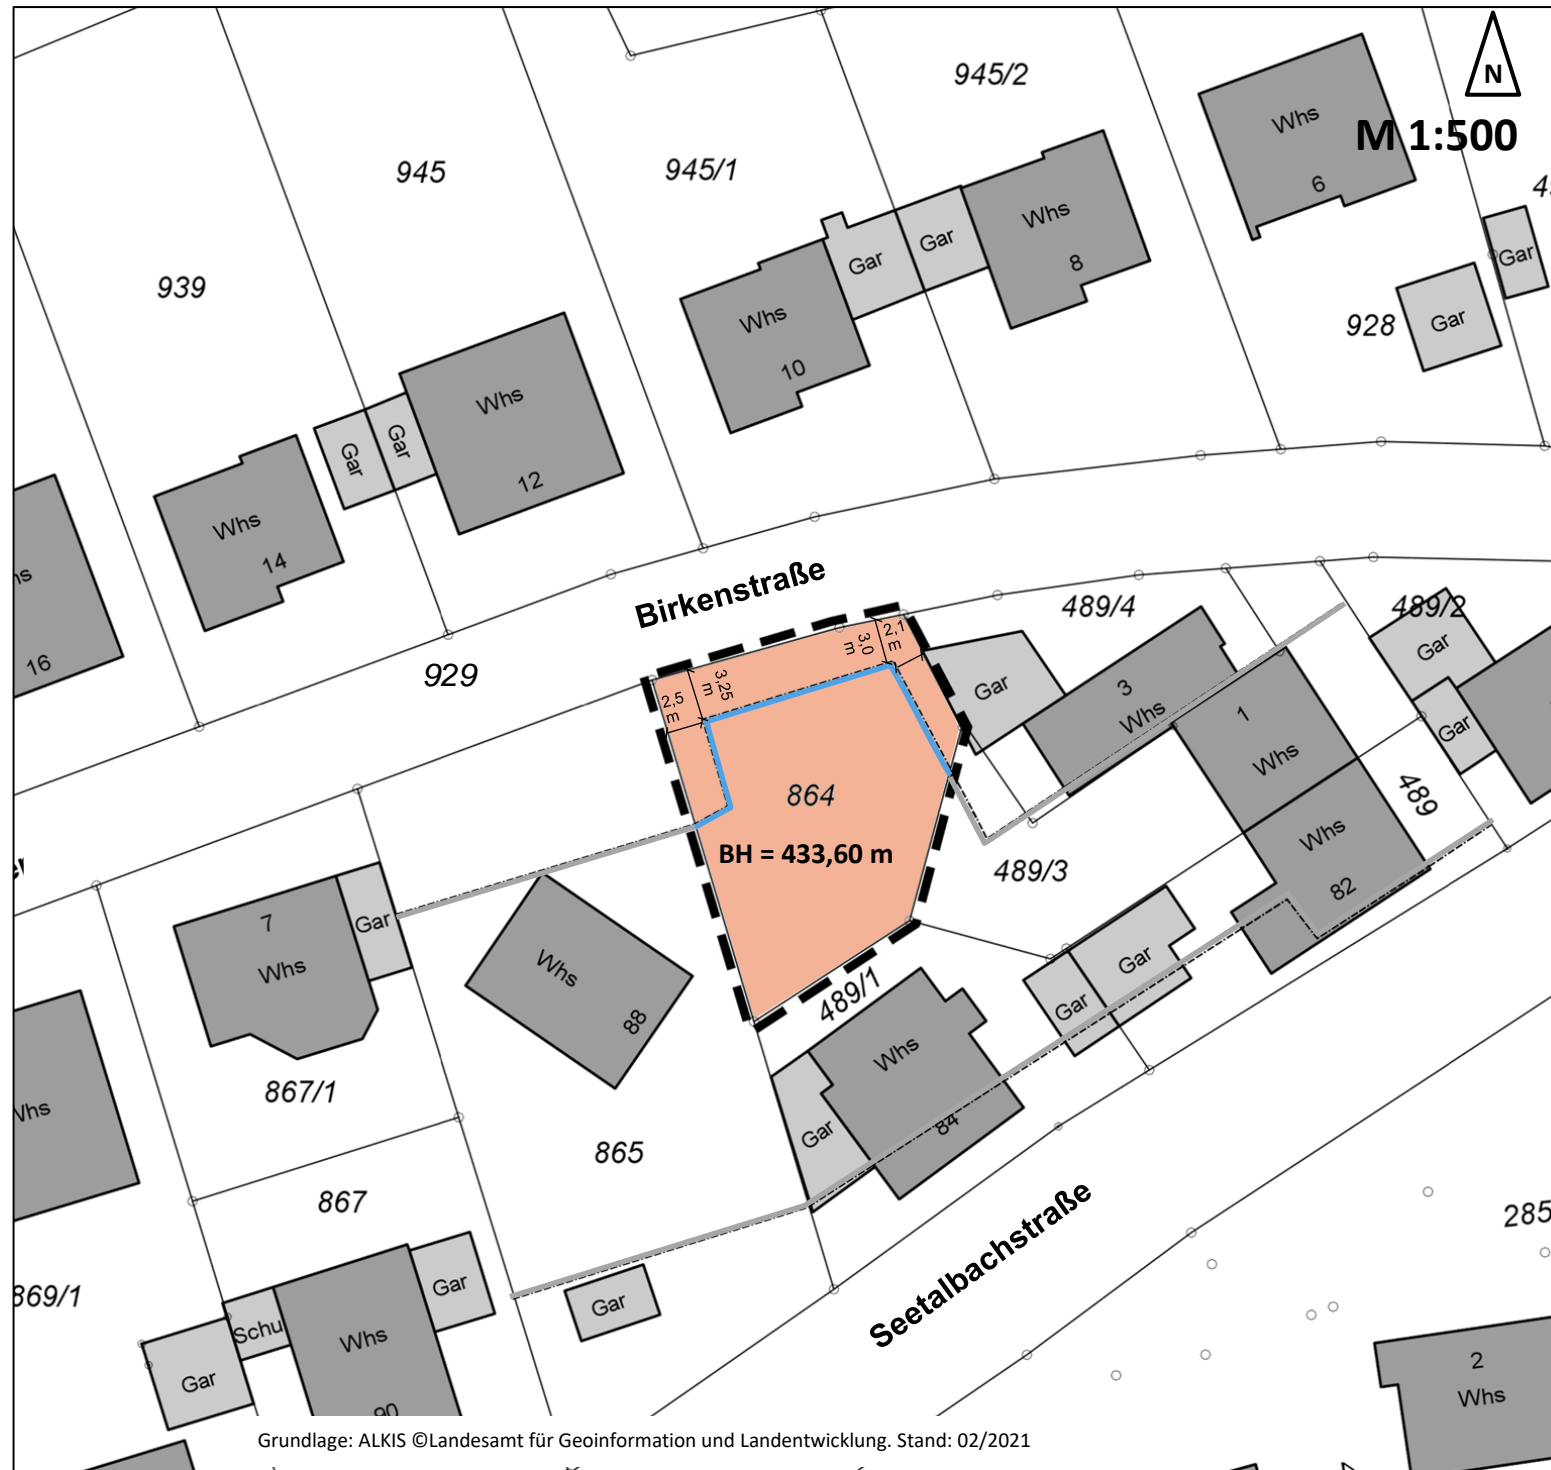 N
M 1:500
945/2
Whs
6
945
945/1
Whs
8
Gar
Gar
Gar
939
Whs
10
928
Gar
Whs
12
Gar
Gar
Whs
14
16
Birkenstraße
929
489/4
489/2
Gar
2,5 m
3,25 m
3,0 m
2,1 m
Gar
3
Whs
1
Whs
Gar
489
864
BH = 433,60 m
489/3
Whs
82
7
Whs
Gar
Whs
88
489/1
Gar
Gar
Whs
84
Gar
867/1
865
867
Seetalbachstraße
285
869/1
Gar
Gar
Schu
Whs
90
Gar
2
Whs
Grundlage: ALKIS ©Landesamt für Geoinformation und Landentwicklung. Stand: 02/2021